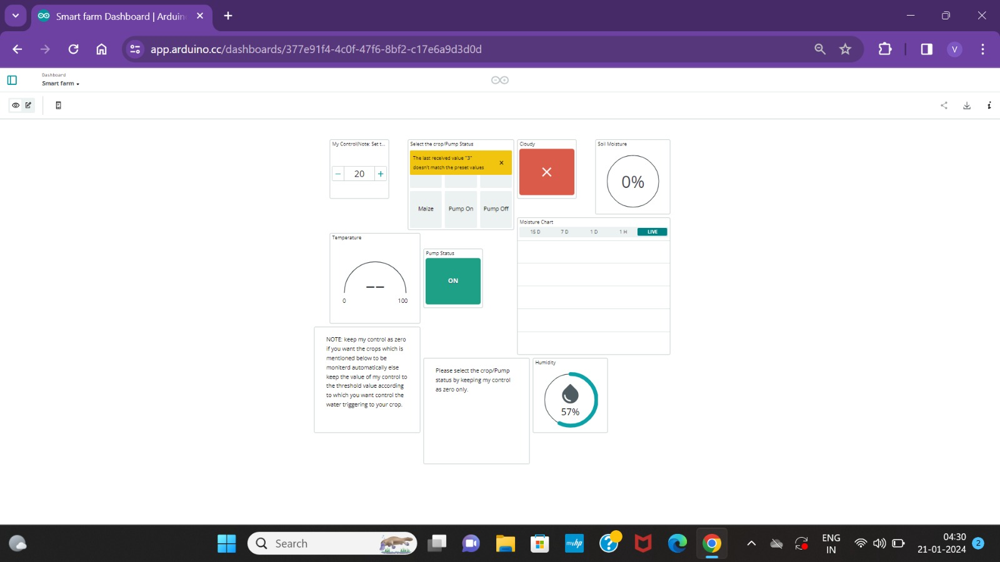 Smart farm Dashboard | Arduin
app.arduino.cc/dashboards/377e91f4-4c0f-47f6-8bf2-c17e6a9d3d0d
V
Dashboard
Smart farm
My Control(Note: Set t...
20
Select the crop/Pump Status
The last received value "3"
doesn't match the preset values
Maize
Pump On
Pump Off
Cloudy
Soil Moisture
0%
Moisture Chart
15 D 7 D 1 D 1 H LIVE
Temperature
--
0 100
Pump Status
ON
NOTE: keep my control as zero
if you want the crops which is
mentioned below to be
moniterd automatically else
keep the value of my control to
the threshold value according
to which you want control the
water triggering to your crop.
Please select the crop/Pump
status by keeping my control
as zero only.
Humidity
57%
Search
myhp
ENG
IN
04:30
21-01-2024
2